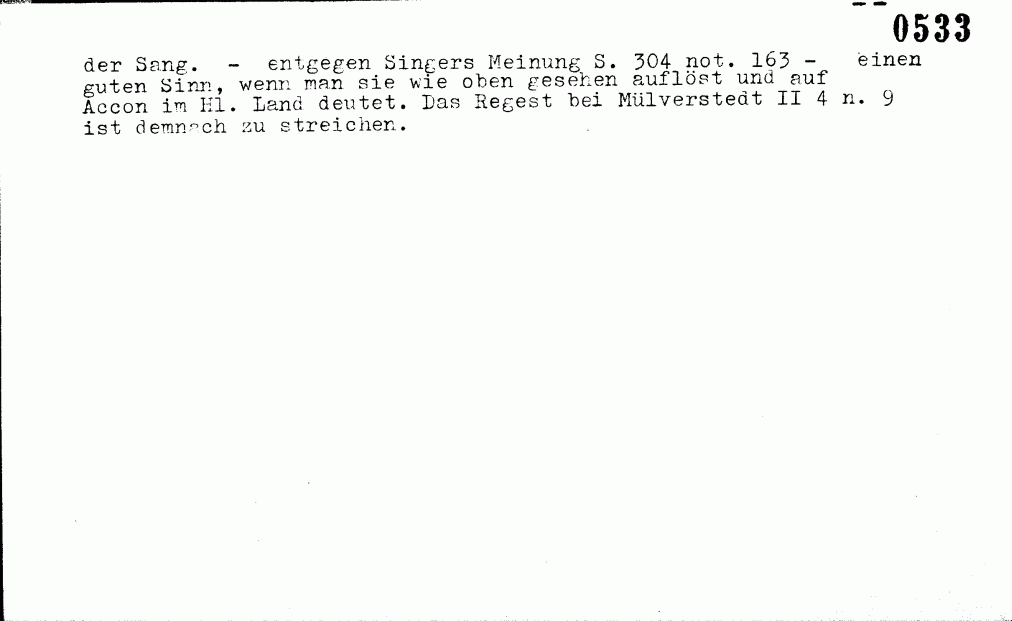 0533
der Sang. - entgegen Singers Meinung S. 304 not. 163 - einen
guten Sinn, wenn man sie wie oben gesehen auflöst und auf
Accon im Hl. Land deutet. Das Regest bei Mülverstedt II 4 n. 9
ist demnach zu streichen.